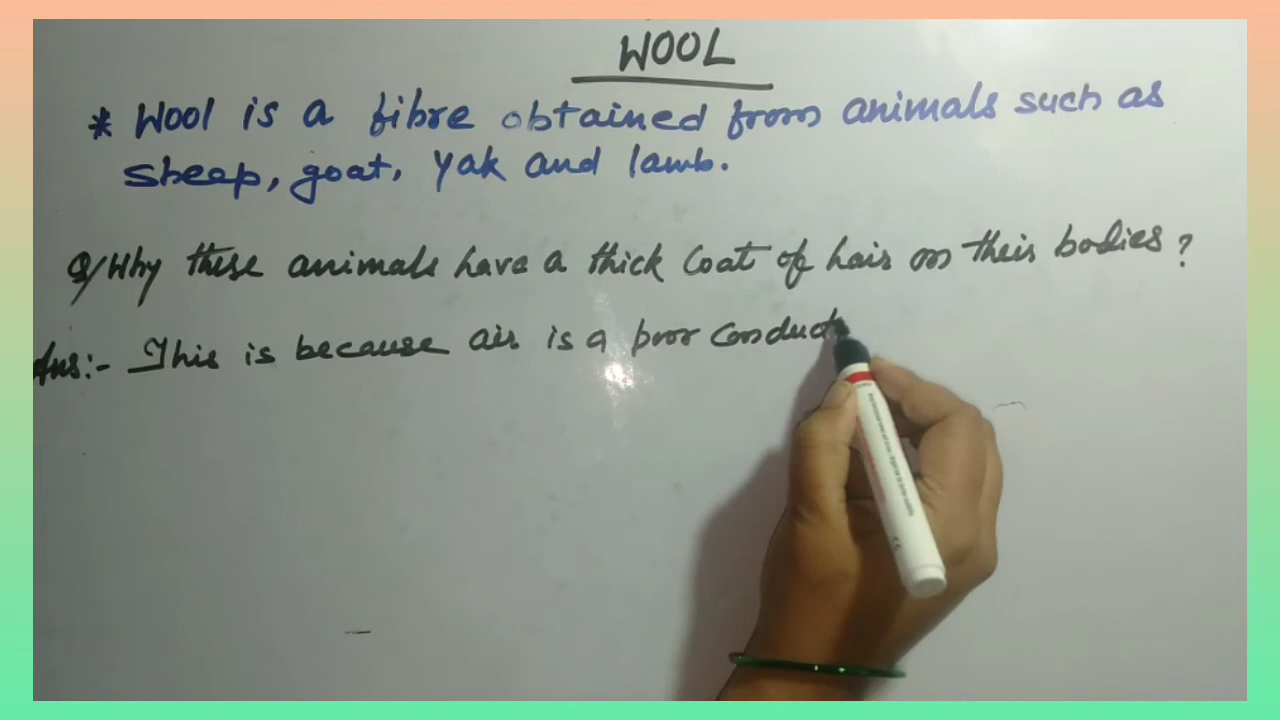 WOOL
* Wool is a fibre obtained from animals such as
sheep, goat, Yak and lamb.
Q/Why these animals have a thick Coat of hair on their bodies?
Ans:- This is because air is a poor Conduct